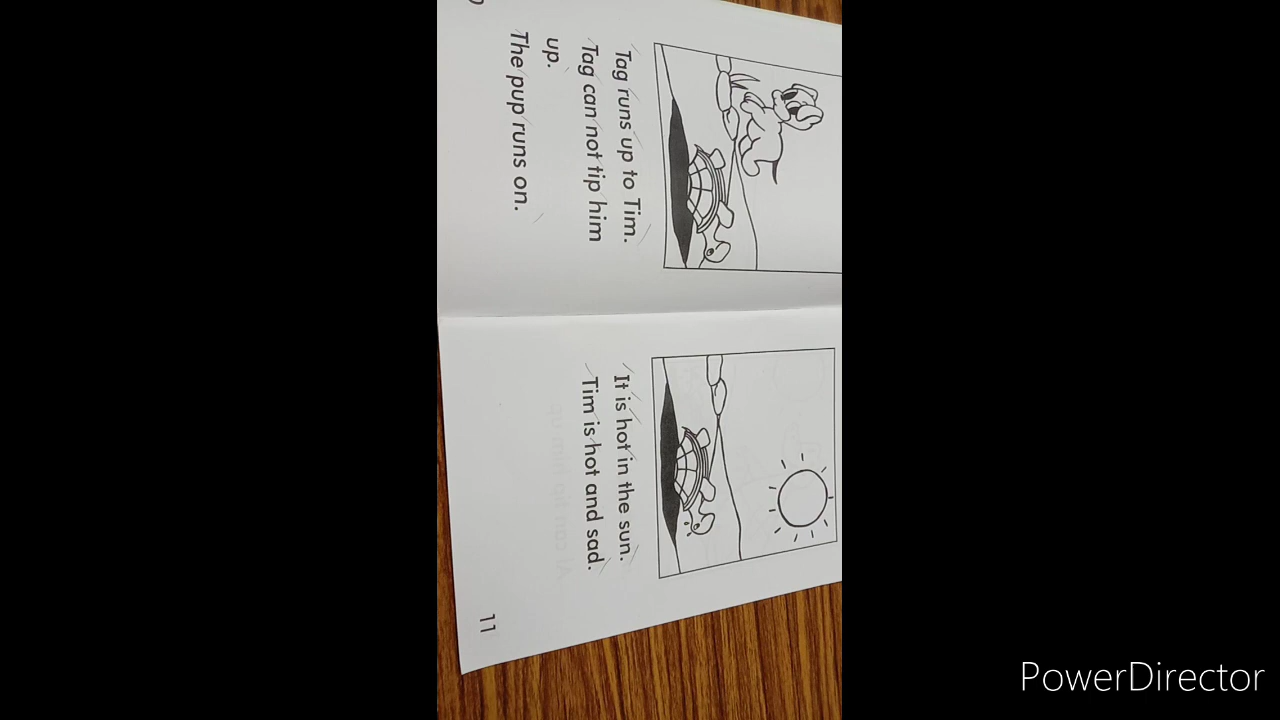 Tag runs up to Tim.
Tag can not tip him
up.
The pup runs on.
It is hot in the sun.
Tim is hot and sad.
11
PowerDirector